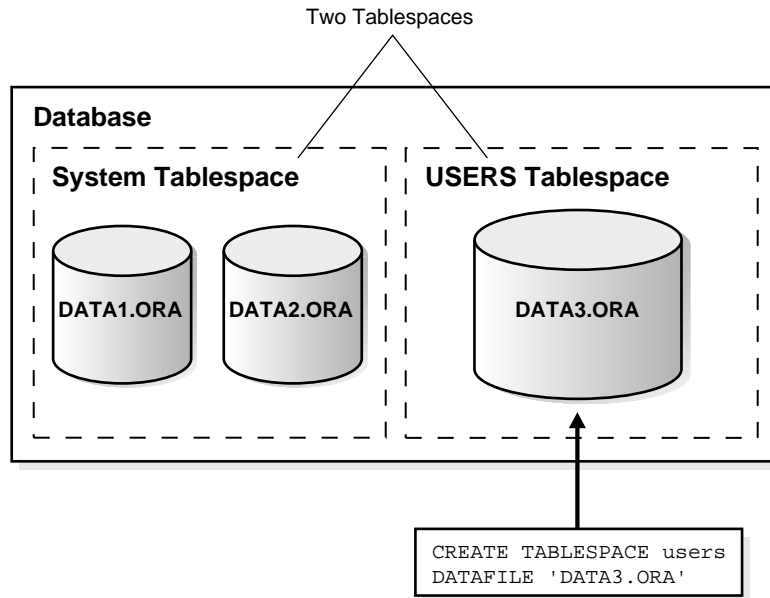 Two Tablespaces
Database
System Tablespace
USERS Tablespace
DATA1.ORA
DATA2.ORA
DATA3.ORA
CREATE TABLESPACE users
DATAFILE 'DATA3.ORA'